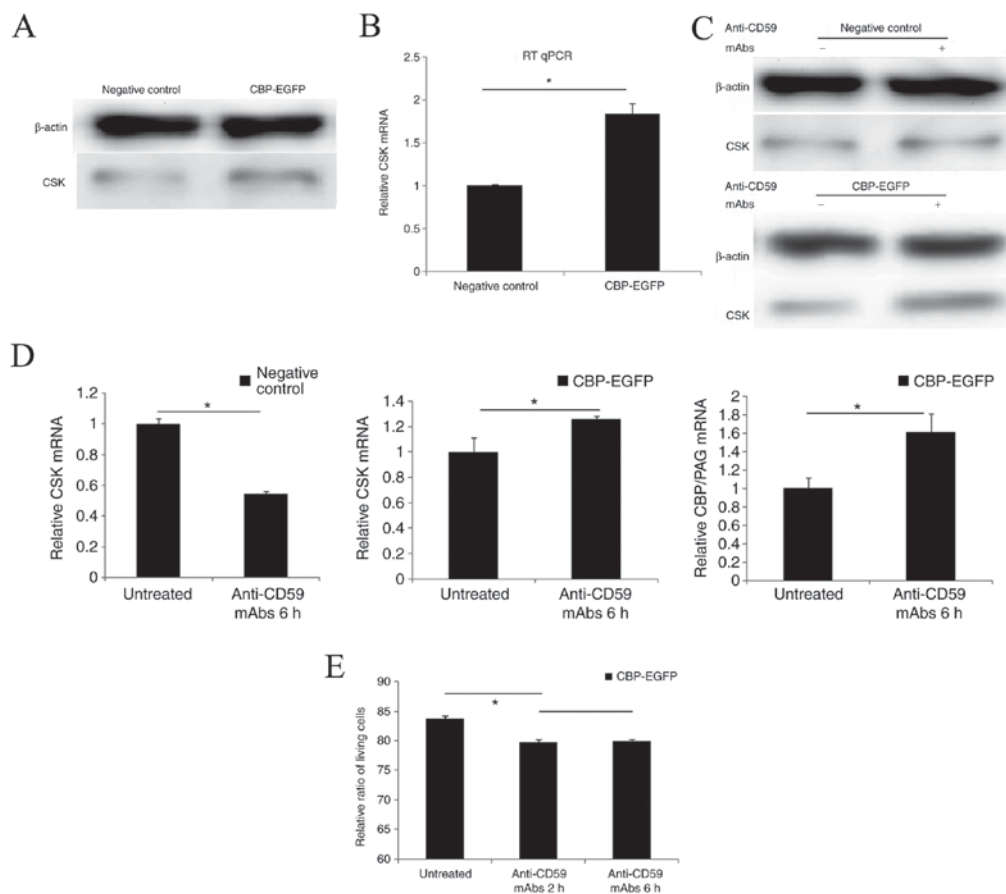 A
Negative control CBP-EGFP
β-actin
CSK
B
RT qPCR
*
2.5
2
1.5
1
0.5
0
Relative CSK mRNA
Negative control CBP-EGFP
C
Anti-CD59 Negative control
mAbs – +
β-actin
CSK
Anti-CD59 CBP-EGFP
mAbs – +
β-actin
CSK
D
Negative
control
1.2
1
0.8
0.6
0.4
0.2
0
*
Relative CSK mRNA
Untreated Anti-CD59
mAbs 6 h
CBP-EGFP
1.4
1.2
1
0.8
0.6
0.4
0.2
0
*
Relative CSK mRNA
Untreated Anti-CD59
mAbs 6 h
CBP-EGFP
2
1.8
1.6
1.4
1.2
1
0.8
0.6
0.4
0.2
0
*
Relative CBP/PAG mRNA
Untreated Anti-CD59
mAbs 6 h
E
CBP-EGFP
90
85
80
75
70
65
60
*
Relative ratio of living cells
Untreated Anti-CD59 Anti-CD59
mAbs 2 h mAbs 6 h